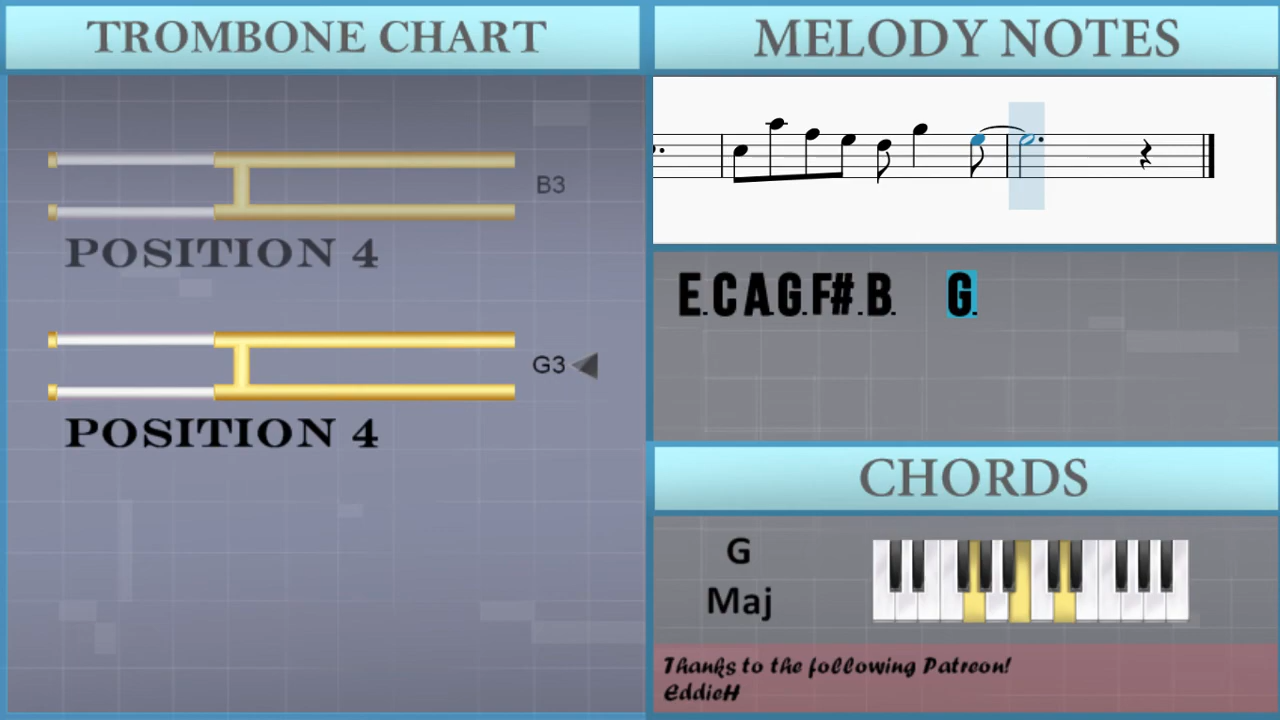 TROMBONE CHART
B3
POSITION 4
G3
POSITION 4
MELODY NOTES
E.C A.G.F#.B. G.
CHORDS
G
Maj
Thanks to the following Patreon!
EddieH